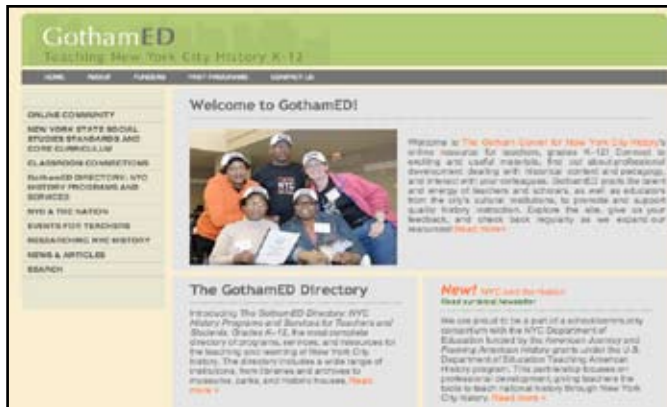 GothamED
Teaching New York City History K-12
HOME ABOUT FUNDERS PAST PROGRAMS CONTACT US
ONLINE COMMUNITY
NEW YORK STATE SOCIAL
STUDIES STANDARDS AND
CORE CURRICULUM
CLASSROOM CONNECTIONS
GothamED DIRECTORY: NYC
HISTORY PROGRAMS AND
SERVICES
NYC & THE NATION
EVENTS FOR TEACHERS
RESEARCHING NYC HISTORY
NEWS & ARTICLES
SEARCH
Welcome to GothamED!
Welcome to The Gotham Center for New York City History's
online resource for teachers, grades K-12! Connect to
exciting and useful materials, find out about professional
development dealing with historical content and pedagogy,
and interact with your colleagues. GothamED pools the talent
and energy of teachers and scholars, as well as educators
from the city's cultural institutions, to promote and support
quality history instruction. Explore the site, give us your
feedback, and check back regularly as we expand our
resources! Read more »
The GothamED Directory
Introducing The GothamED Directory: NYC
History Programs and Services for Teachers and
Students, Grades K-12, the most complete
directory of programs, services, and resources for
the teaching and learning of New York City
history. The directory includes a wide range of
institutions, from libraries and archives to
museums, parks, and historic houses. Read
more »
New! NYC and the Nation
Read our latest newsletter
We are proud to be a part of a school/community
consortium with the NYC Department of
Education funded by the American Journey and
Framing American History grants under the U.S.
Department of Education Teaching American
History program. This partnership focuses on
professional development, giving teachers the
tools to teach national history through New York
City history. Read more »